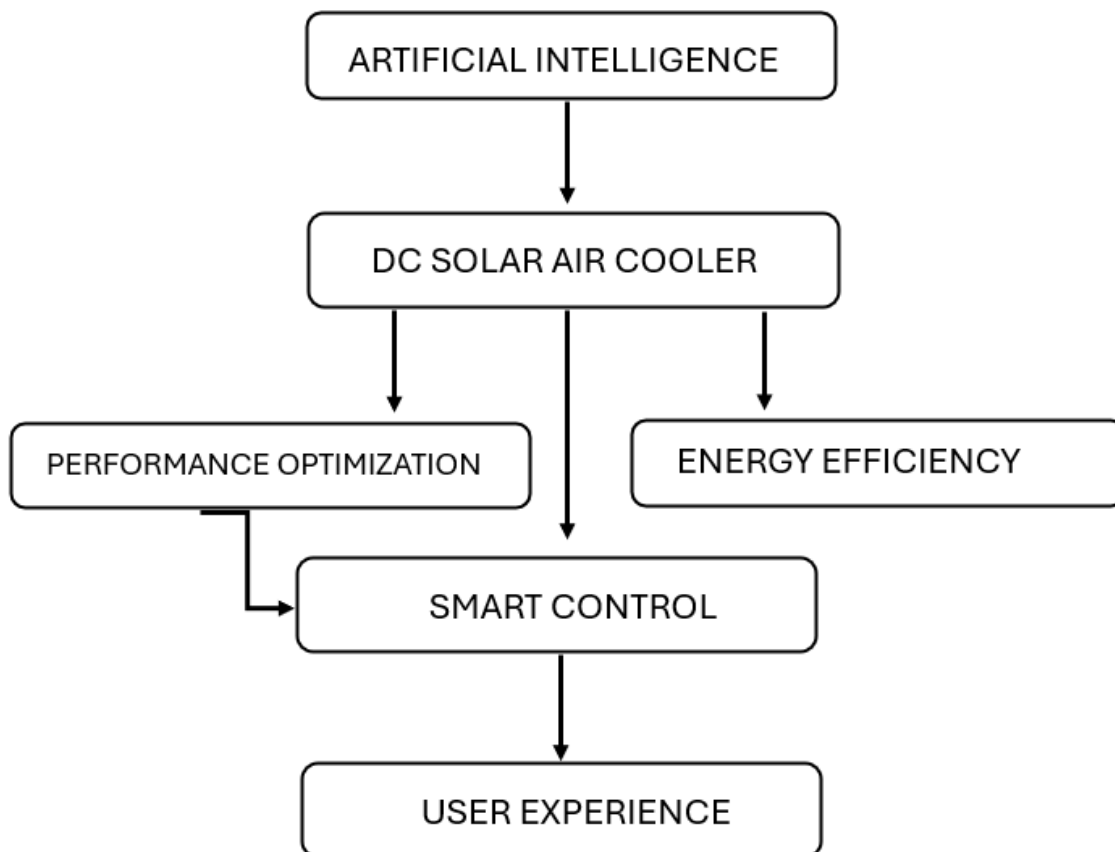 ARTIFICIAL INTELLIGENCE
DC SOLAR AIR COOLER
PERFORMANCE OPTIMIZATION
ENERGY EFFICIENCY
SMART CONTROL
USER EXPERIENCE